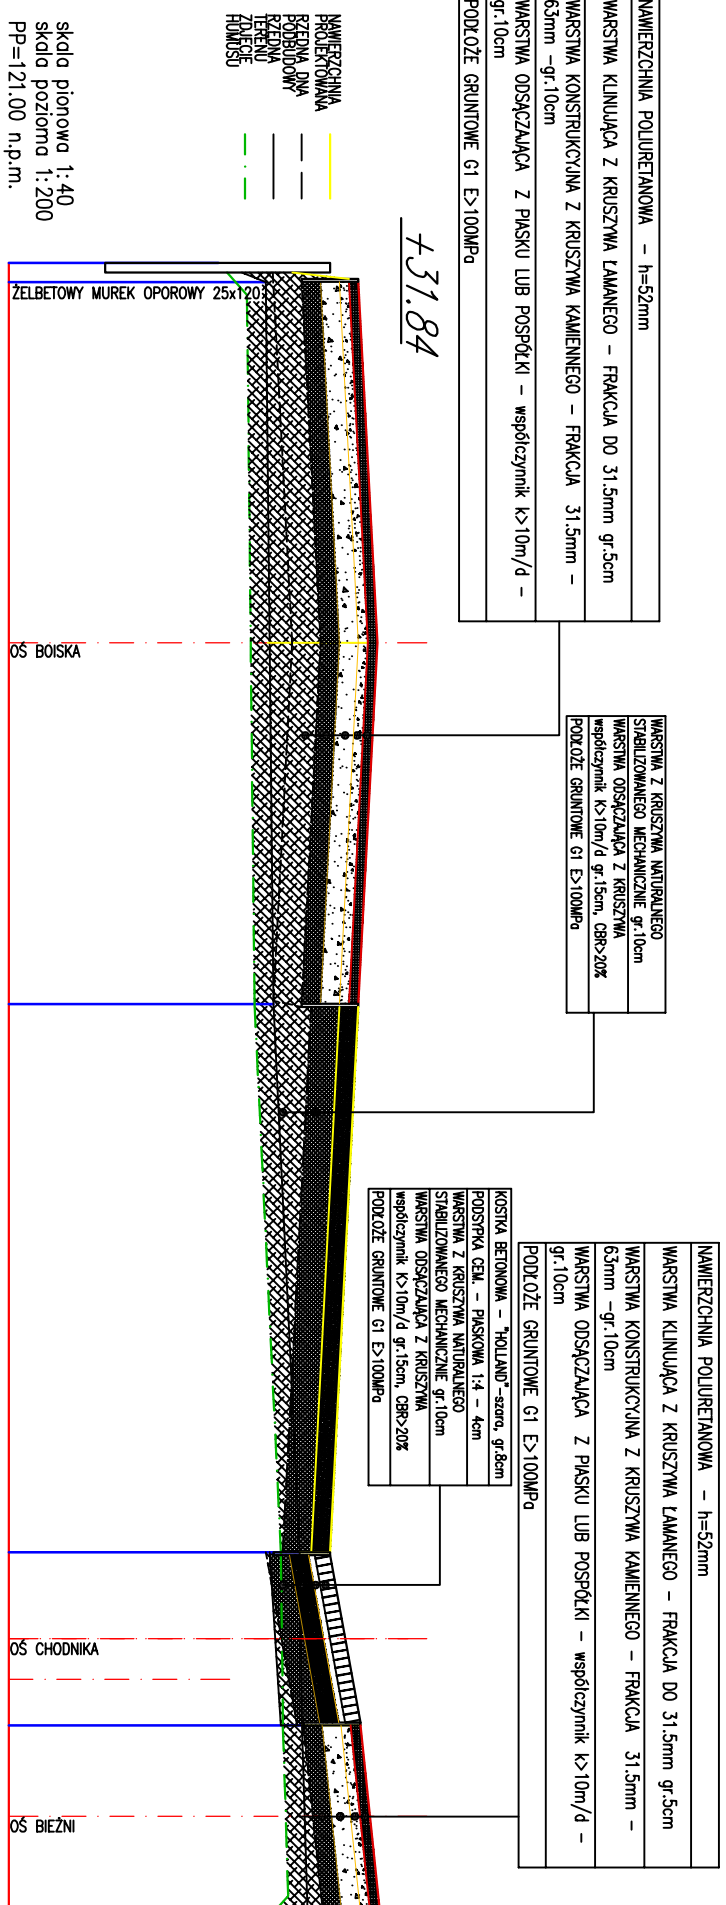 NAWIERZCHNIA POLIURETANOWA - h=52mm
WARSTWA KLINUJĄCA Z KRUSZYWA ŁAMANEGO - FRAKCJA DO 31.5mm gr.5cm
WARSTWA KONSTRUKCYJNA Z KRUSZYWA KAMIENNEGO - FRAKCJA 31.5mm -
63mm -gr.10cm
WARSTWA ODSĄCZAJĄCA Z PIASKU LUB POSPÓŁKI - współczynnik k>10m/d -
gr.10cm
PODŁOŻE GRUNTOWE G1 E>100MPa
WARSTWA Z KRUSZYWA NATURALNEGO
STABILIZOWANEGO MECHANICZNIE gr.10cm
WARSTWA ODSĄCZAJĄCA Z KRUSZYWA
współczynnik K>10m/d gr.15cm, CBR>20%
PODŁOŻE GRUNTOWE G1 E>100MPa
NAWIERZCHNIA POLIURETANOWA - h=52mm
WARSTWA KLINUJĄCA Z KRUSZYWA ŁAMANEGO - FRAKCJA DO 31.5mm gr.5cm
WARSTWA KONSTRUKCYJNA Z KRUSZYWA KAMIENNEGO - FRAKCJA 31.5mm -
63mm -gr.10cm
WARSTWA ODSĄCZAJĄCA Z PIASKU LUB POSPÓŁKI - współczynnik k>10m/d -
gr.10cm
PODŁOŻE GRUNTOWE G1 E>100MPa
KOSTKA BETONOWA - "HOLLAND"-szara, gr.8cm
PODSYPKA CEM. - PIASKOWA 1:4 - 4cm
WARSTWA Z KRUSZYWA NATURALNEGO
STABILIZOWANEGO MECHANICZNIE gr.10cm
WARSTWA ODSĄCZAJĄCA Z KRUSZYWA
współczynnik K>10m/d gr.15cm, CBR>20%
PODŁOŻE GRUNTOWE G1 E>100MPa
+31.84
NAWIERZCHNIA
PROJEKTOWANA
RZĘDNA DNA
PODBUDOWY
RZĘDNA
TERENU
ZDJĘCIE
HUMUSU
skala pionowa 1:40
skala pozioma 1:200
PP=121.00 n.p.m.
ŻELBETOWY MUREK OPOROWY 25x120
OŚ BOISKA
OŚ CHODNIKA
OŚ BIEŻNI